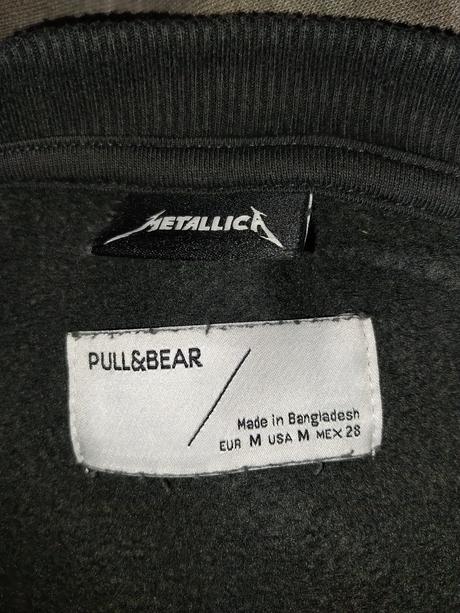 METALLICA
PULL&BEAR
Made in Bangladesh
EUR M USA M MEX 28